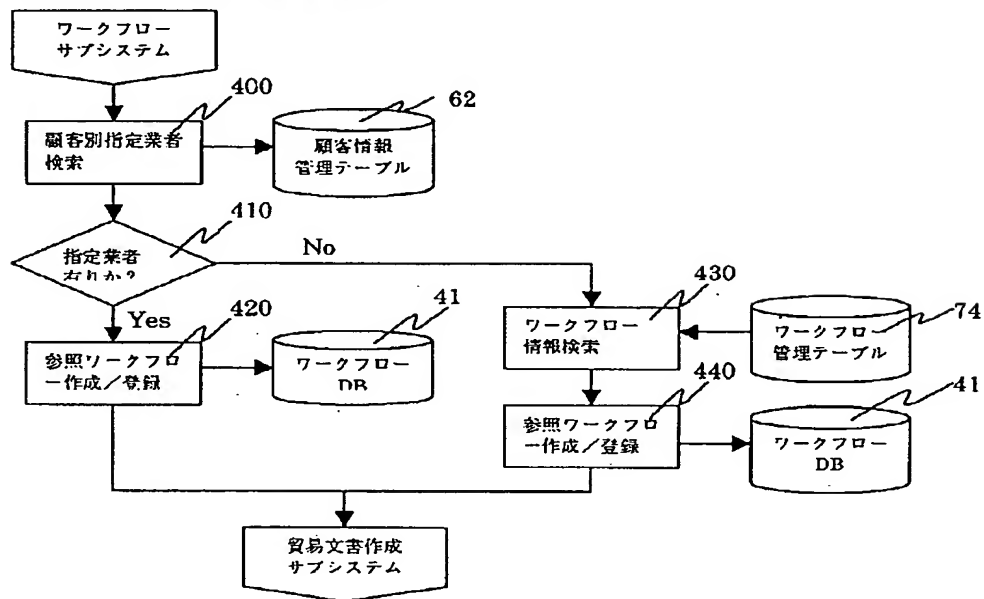 ワークフロー
サブシステム
400
顧客別指定業者
検索
62
顧客情報
管理テーブル
410
指定業者
有りか?
No
Yes
420
参照ワークフロ
ー作成/登録
41
ワークフロー
DB
430
ワークフロー
情報検索
74
ワークフロー
管理テーブル
440
参照ワークフロ
ー作成/登録
41
ワークフロー
DB
貿易文書作成
サブシステム